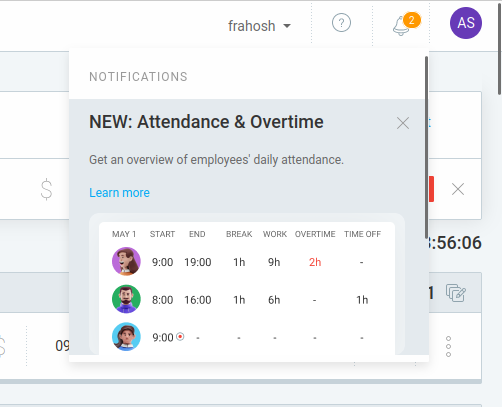 frahosh
?
2
AS
NOTIFICATIONS
NEW: Attendance & Overtime
Get an overview of employees' daily attendance.
Learn more
$
:56:06
MAY 1 START END BREAK WORK OVERTIME TIME OFF
9:00 19:00 1h 9h 2h -
8:00 16:00 1h 6h - 1h
9:00 - - - - -
1
$
09